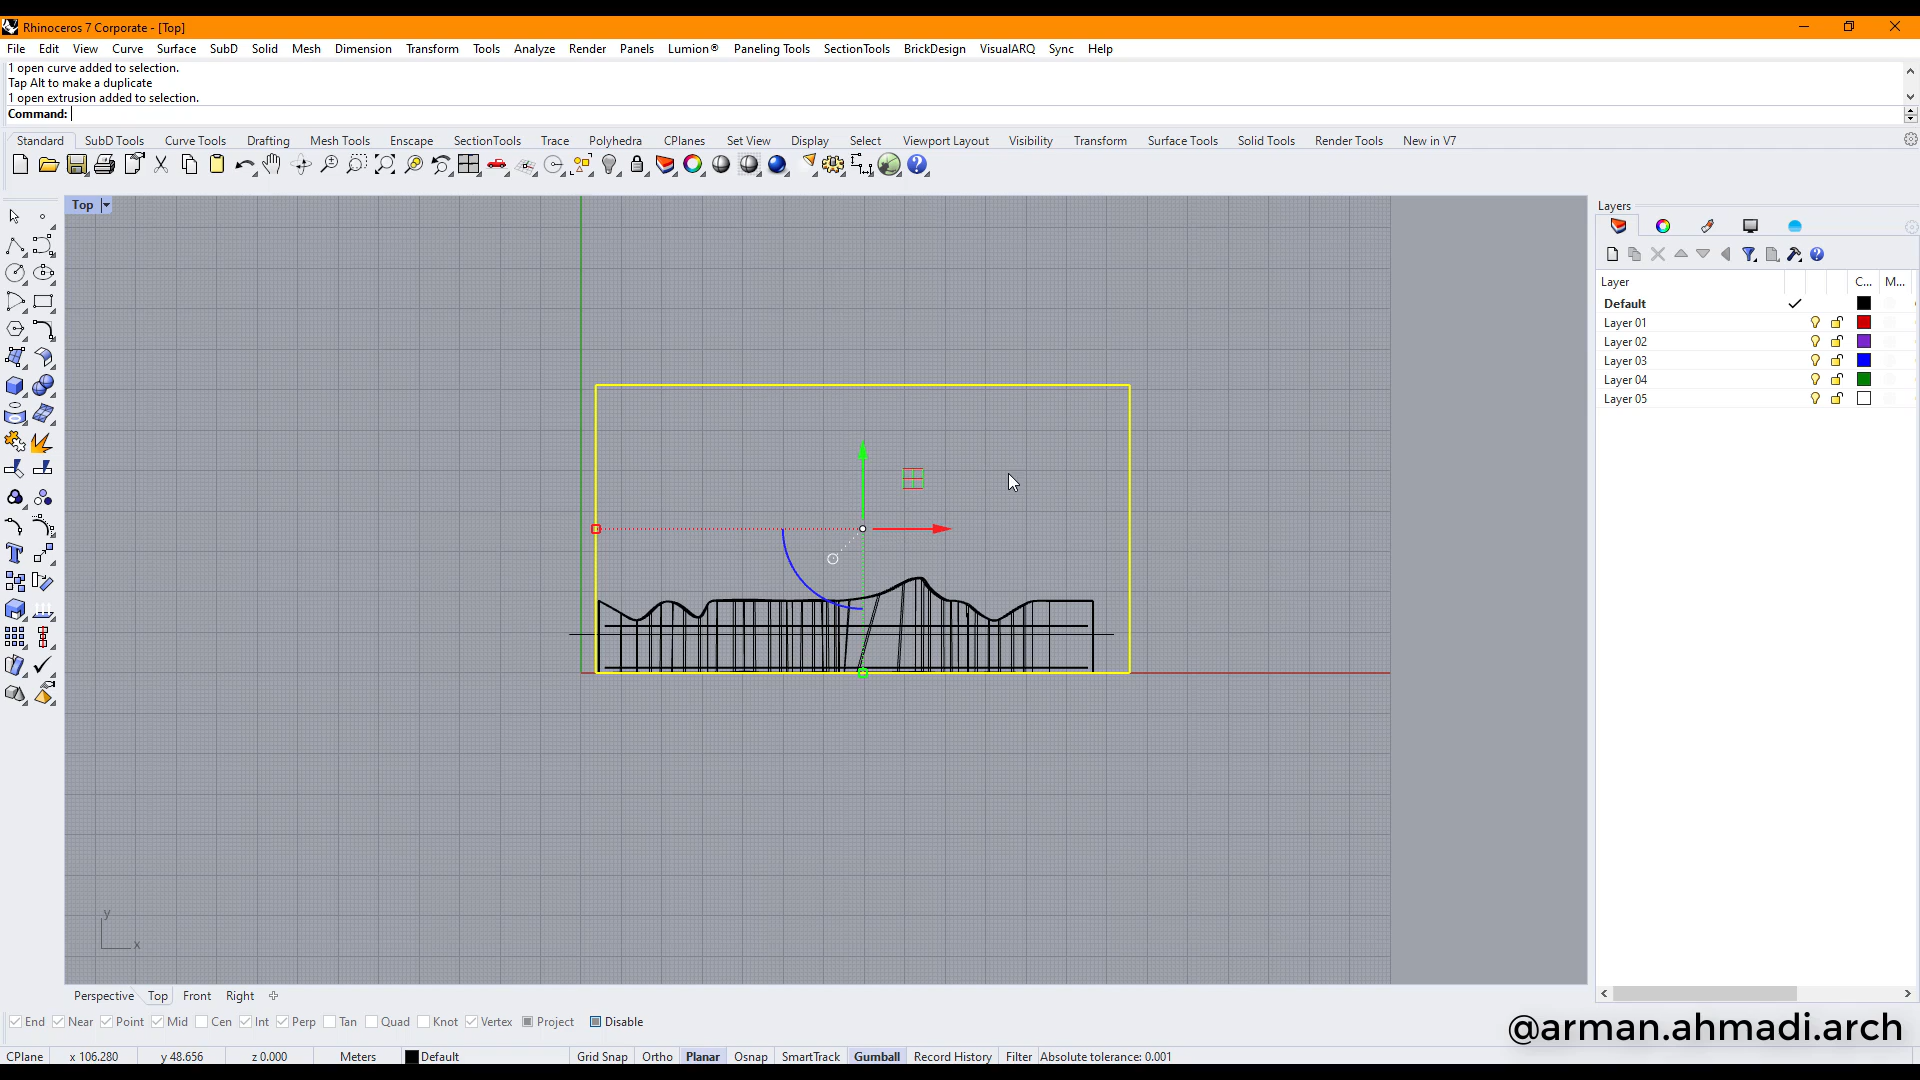 Rhinoceros 7 Corporate - [Top]
File Edit View Curve Surface SubD Solid Mesh Dimension Transform Tools Analyze Render Panels Lumion® Paneling Tools SectionTools BrickDesign VisualARQ Sync Help
1 open curve added to selection.
Tap Alt to make a duplicate
1 open extrusion added to selection.
Command:
Standard SubD Tools Curve Tools Drafting Mesh Tools Enscape SectionTools Trace Polyhedra CPlanes Set View Display Select Viewport Layout Visibility Transform Surface Tools Solid Tools Render Tools New in V7
Top
Layers
Layer C... M...
Default
Layer 01
Layer 02
Layer 03
Layer 04
Layer 05
y
x
Perspective Top Front Right
End Near Point Mid Cen Int Perp Tan Quad Knot Vertex Project Disable
@arman.ahmadi.arch
CPlane x 106.280 y 48.656 z 0.000 Meters Default Grid Snap Ortho Planar Osnap SmartTrack Gumball Record History Filter Absolute tolerance: 0.001